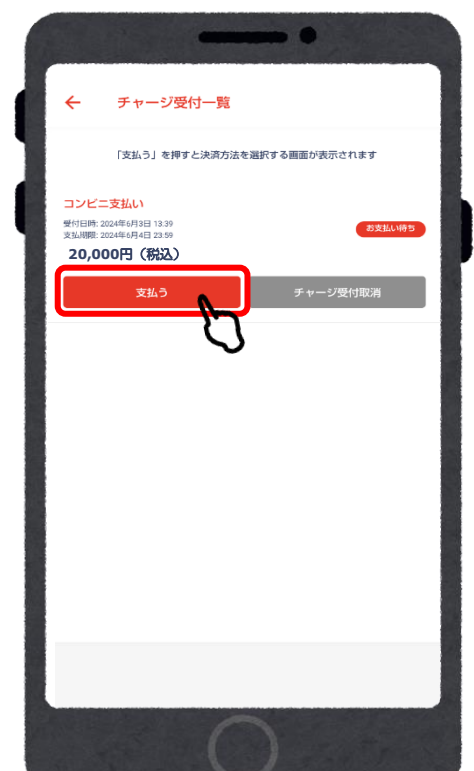 チャージ受付一覧
「支払う」を押すと決済方法を選択する画面が表示されます
コンビニ支払い
受付日時: 2024年6月3日 13:39
支払期限: 2024年6月4日 23:59
お支払い待ち
20,000円（税込）
支払う
チャージ受付取消